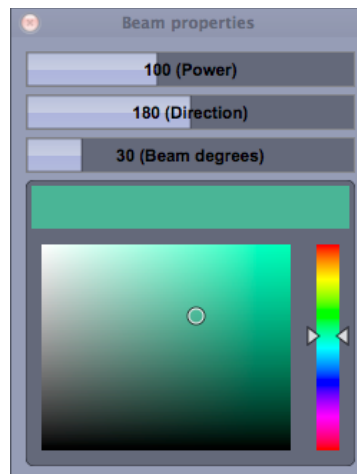 Beam properties
100 (Power)
180 (Direction)
30 (Beam degrees)